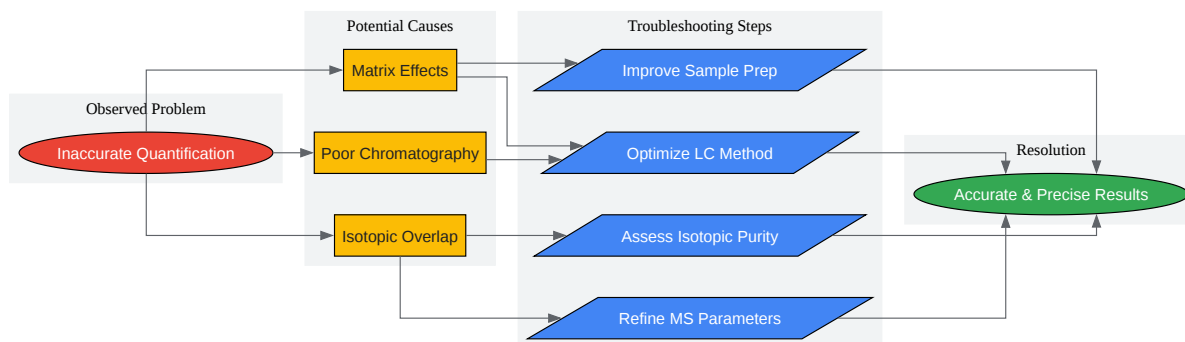 Observed Problem
Inaccurate Quantification
Potential Causes
Matrix Effects
Poor Chromatography
Isotopic Overlap
Troubleshooting Steps
Improve Sample Prep
Optimize LC Method
Assess Isotopic Purity
Refine MS Parameters
Resolution
Accurate & Precise Results